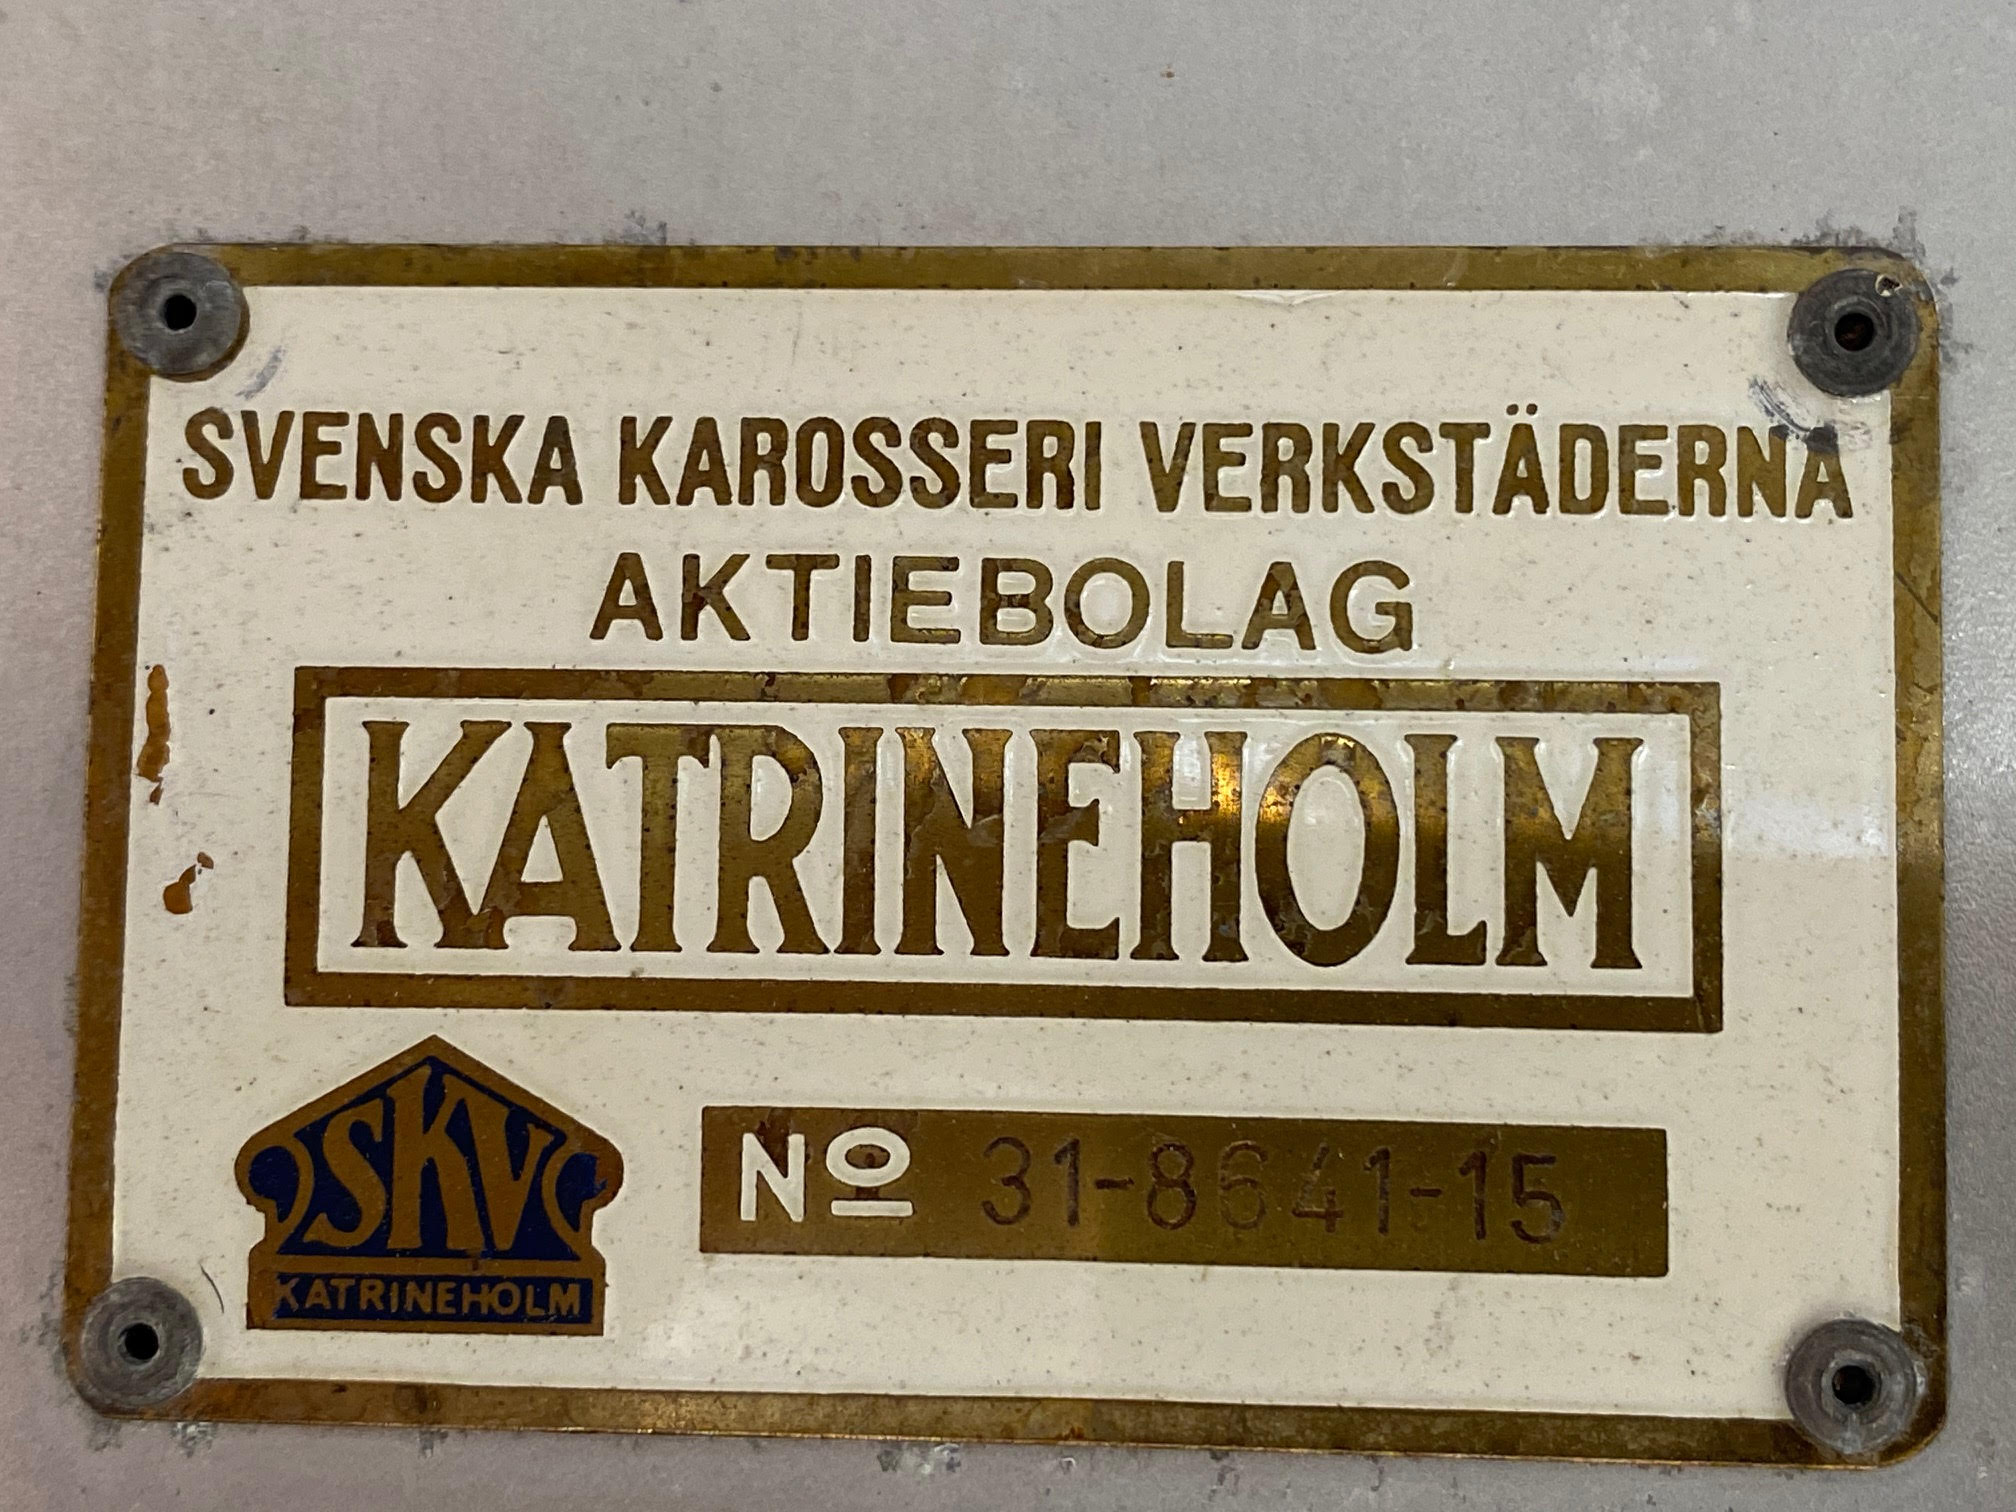 SVENSKA KAROSSERI VERKSTÄDERNA
AKTIEBOLAG
KATRINEHOLM
SKV
KATRINEHOLM
No 31-8641-15